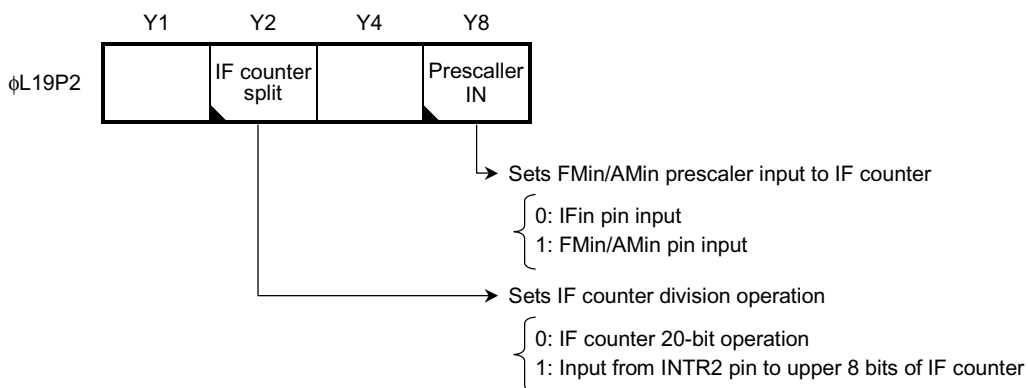 Y1 Y2 Y4 Y8
ϕL19P2
IF counter
split
Prescaller
IN
Sets FMin/AMin prescaler input to IF counter
0: IFin pin input
1: FMin/AMin pin input
Sets IF counter division operation
0: IF counter 20-bit operation
1: Input from INTR2 pin to upper 8 bits of IF counter